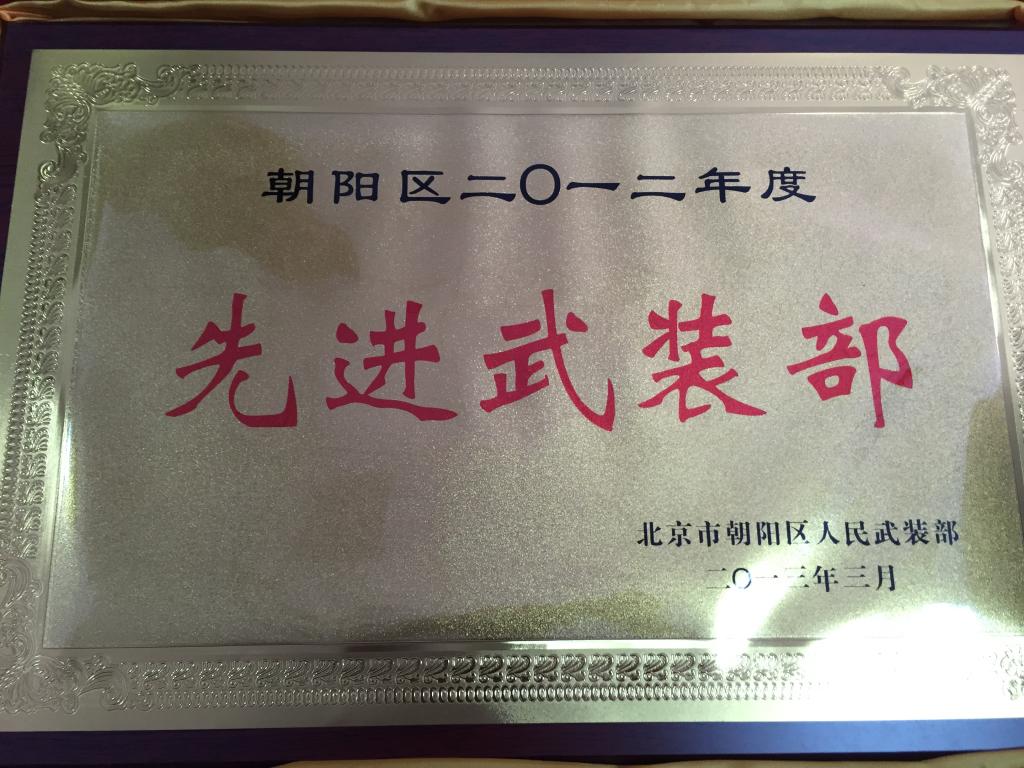 朝阳区二〇一二年度
先进武装部
北京市朝阳区人民武装部
二〇一三年三月